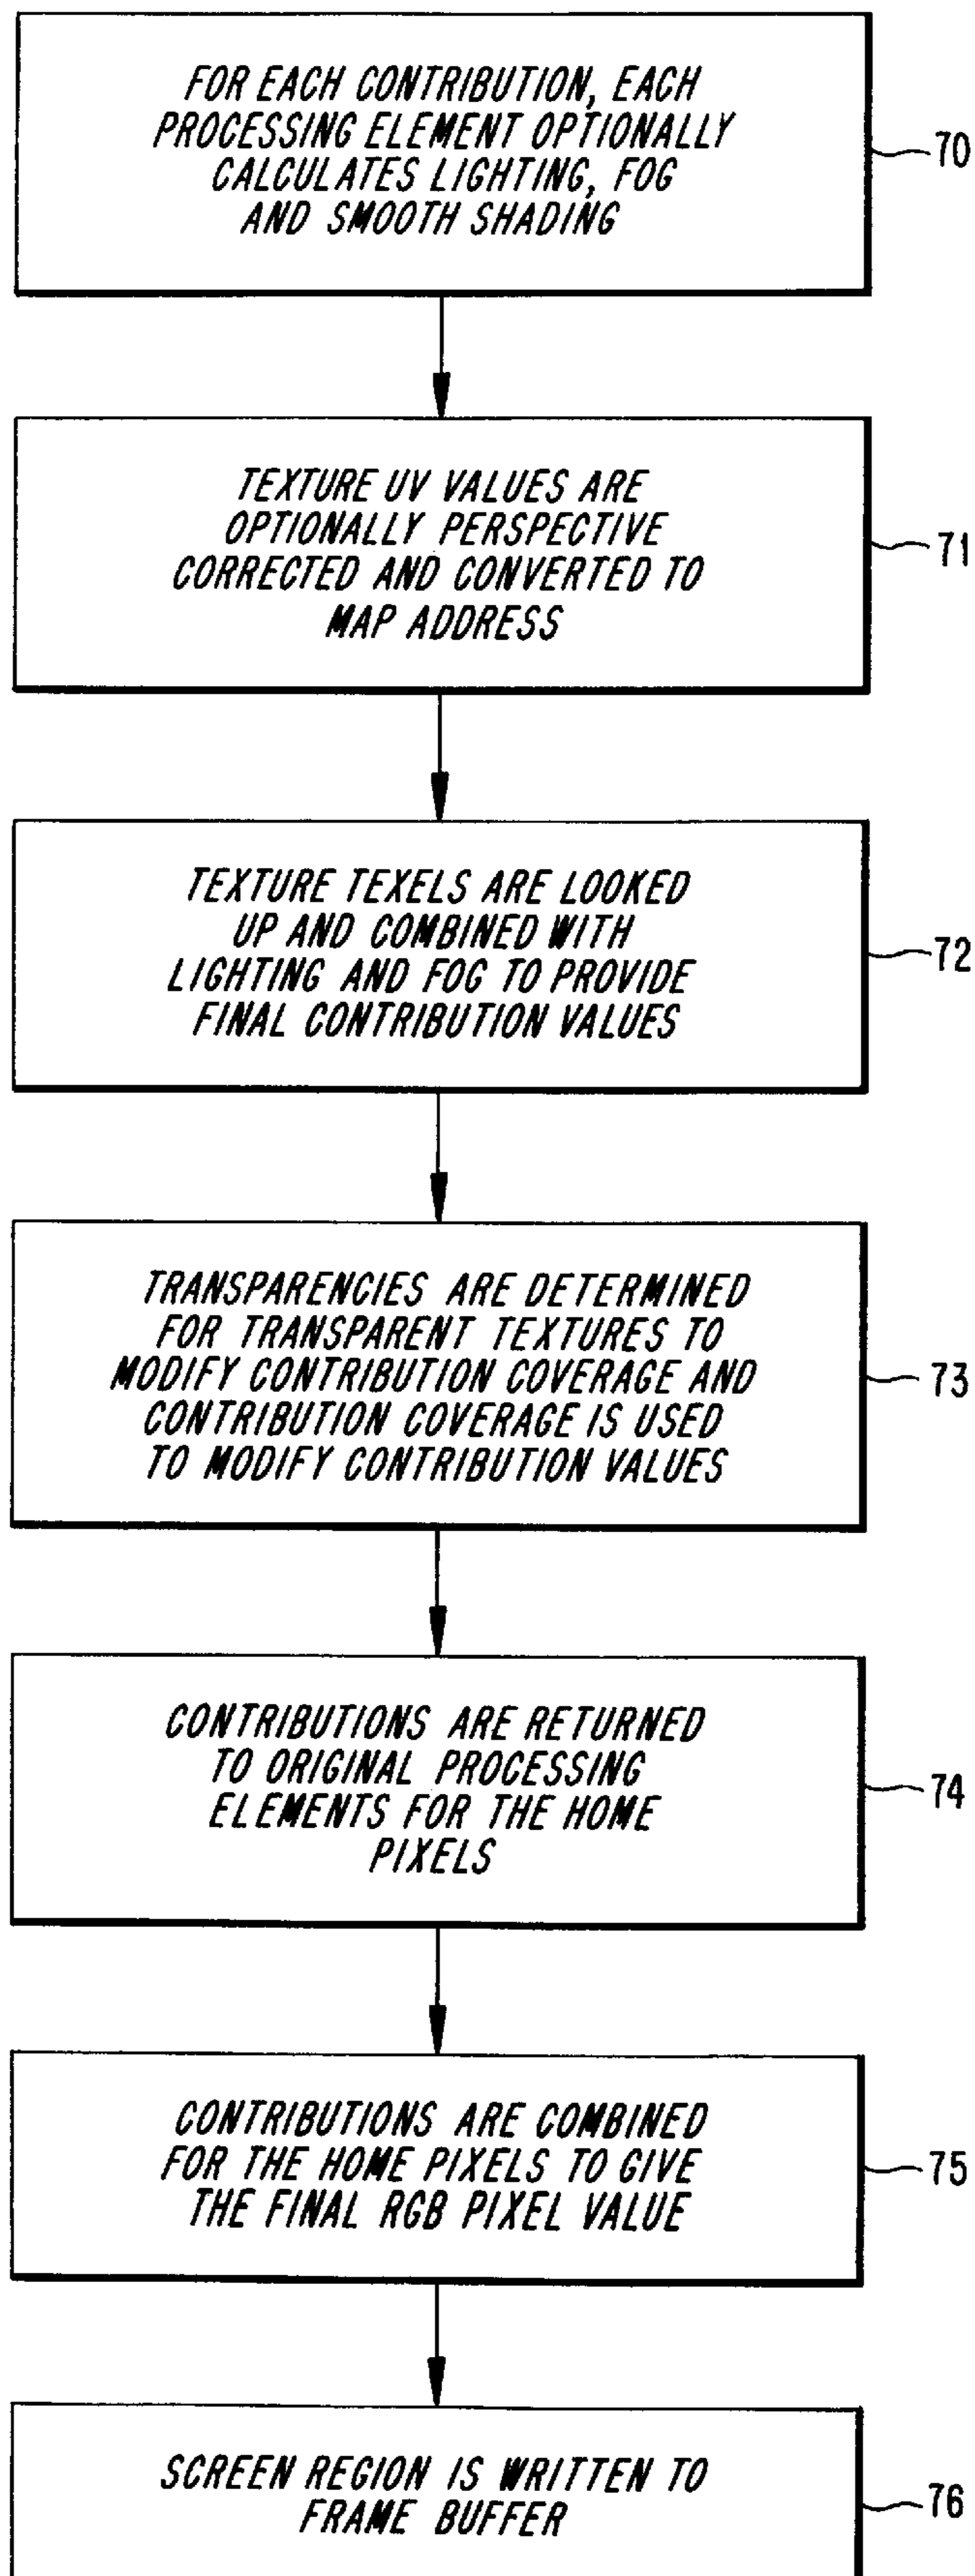 FOR EACH CONTRIBUTION, EACH
PROCESSING ELEMENT OPTIONALLY
CALCULATES LIGHTING, FOG
AND SMOOTH SHADING
70
TEXTURE UV VALUES ARE
OPTIONALLY PERSPECTIVE
CORRECTED AND CONVERTED TO
MAP ADDRESS
71
TEXTURE TEXELS ARE LOOKED
UP AND COMBINED WITH
LIGHTING AND FOG TO PROVIDE
FINAL CONTRIBUTION VALUES
72
TRANSPARENCIES ARE DETERMINED
FOR TRANSPARENT TEXTURES TO
MODIFY CONTRIBUTION COVERAGE AND
CONTRIBUTION COVERAGE IS USED
TO MODIFY CONTRIBUTION VALUES
73
CONTRIBUTIONS ARE RETURNED
TO ORIGINAL PROCESSING
ELEMENTS FOR THE HOME
PIXELS
74
CONTRIBUTIONS ARE COMBINED
FOR THE HOME PIXELS TO GIVE
THE FINAL RGB PIXEL VALUE
75
SCREEN REGION IS WRITTEN TO
FRAME BUFFER
76